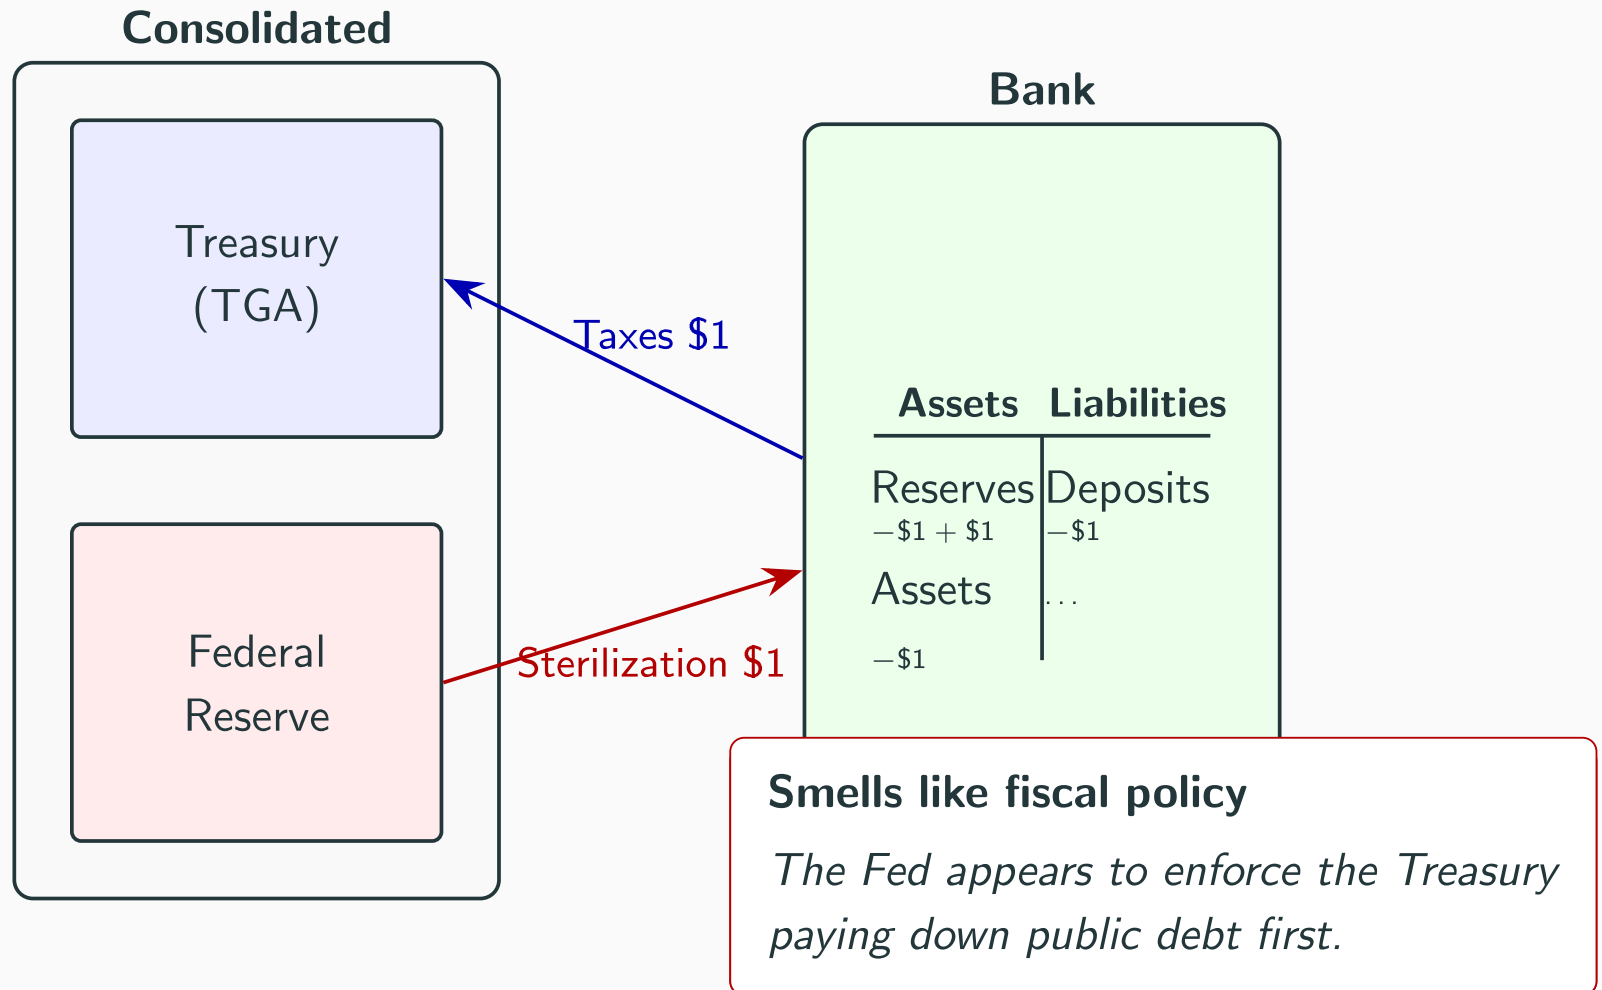 Consolidated
Treasury
(TGA)
Federal
Reserve
Taxes $1
Sterilization $1
Bank
Assets Liabilities
Reserves Deposits
−$1 + $1 −$1
Assets ...
−$1
Smells like fiscal policy
The Fed appears to enforce the Treasury
paying down public debt first.